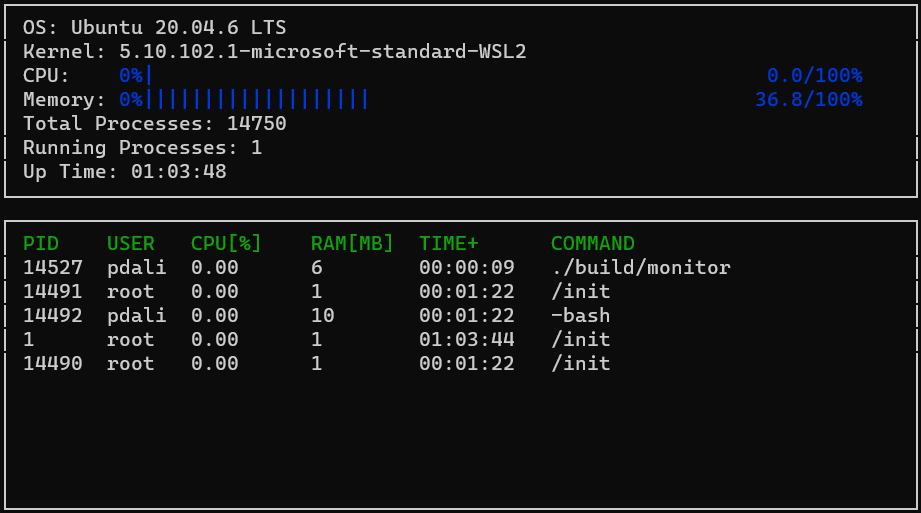 OS: Ubuntu 20.04.6 LTS
Kernel: 5.10.102.1-microsoft-standard-WSL2
CPU: 0%| 0.0/100%
Memory: 0%||||||||||||||||||| 36.8/100%
Total Processes: 14750
Running Processes: 1
Up Time: 01:03:48
PID USER CPU[%] RAM[MB] TIME+ COMMAND
14527 pdali 0.00 6 00:00:09 ./build/monitor
14491 root 0.00 1 00:01:22 /init
14492 pdali 0.00 10 00:01:22 -bash
1 root 0.00 1 01:03:44 /init
14490 root 0.00 1 00:01:22 /init